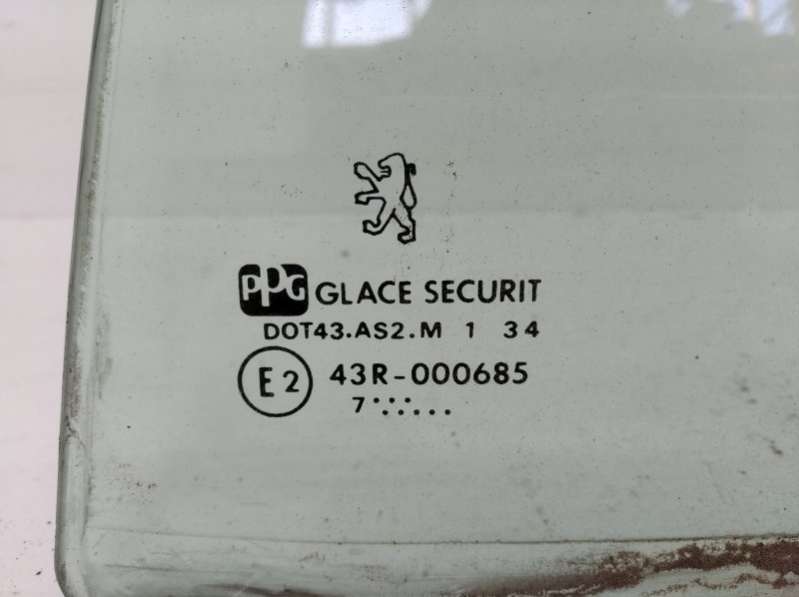 PPG GLACE SECURIT
DOT43.AS2.M 1 34
E2 43R-000685
7